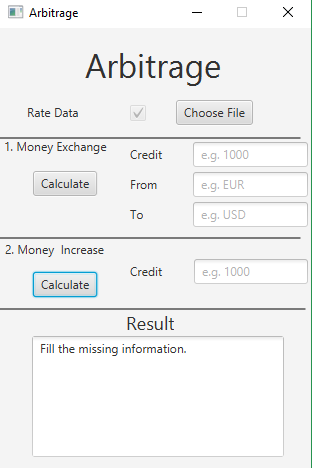 Arbitrage
Arbitrage
Rate Data
Choose File
1. Money Exchange
Credit
e.g. 1000
Calculate
From
e.g. EUR
To
e.g. USD
2. Money Increase
Credit
e.g. 1000
Calculate
Result
Fill the missing information.